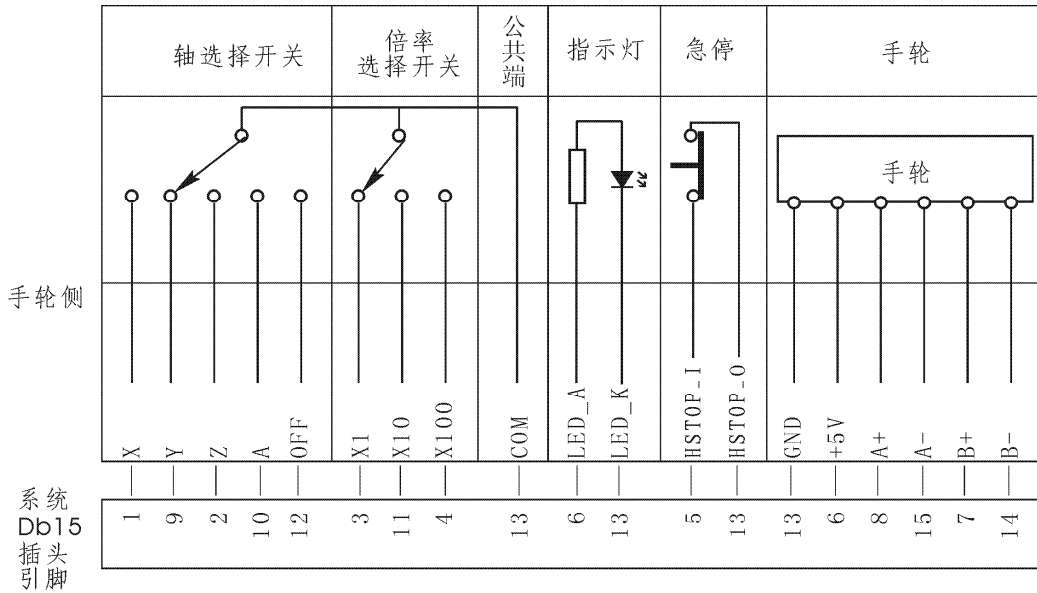 轴选择开关
倍率
选择开关
公共端
指示灯
急停
手轮
手轮
手轮侧
X
Y
Z
A
OFF
X1
X10
X100
COM
LED_A
LED_K
HSTOP-I
HSTOP-O
GND
+5V
A+
A-
B+
B-
系统
Db15
插头
引脚
1
9
2
10
12
3
11
4
13
6
13
5
13
13
6
8
15
7
14